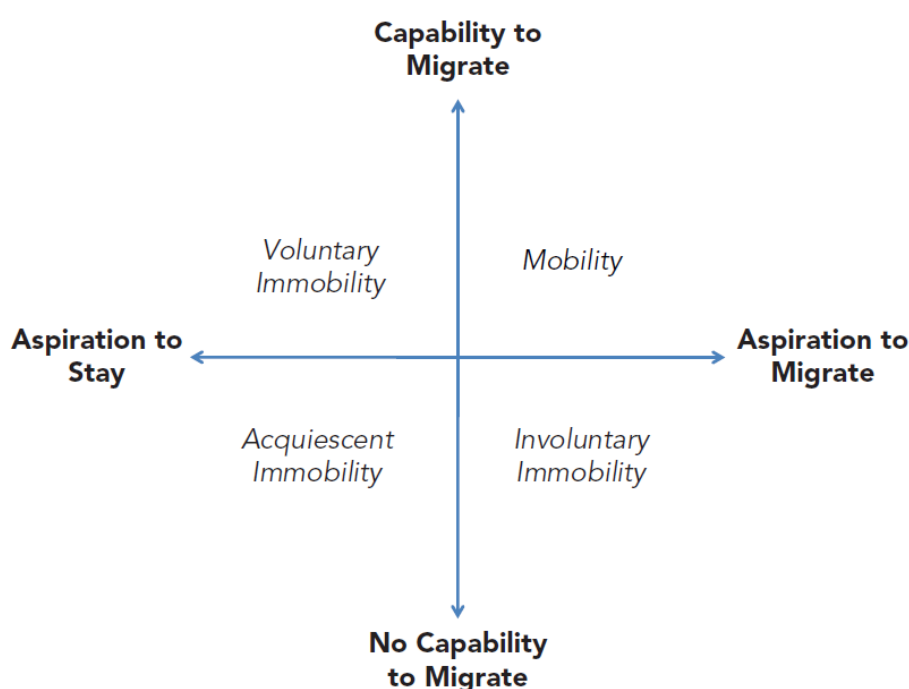 Capability to
Migrate
Voluntary
Immobility
Mobility
Aspiration to
Stay
Aspiration to
Migrate
Acquiescent
Immobility
Involuntary
Immobility
No Capability
to Migrate